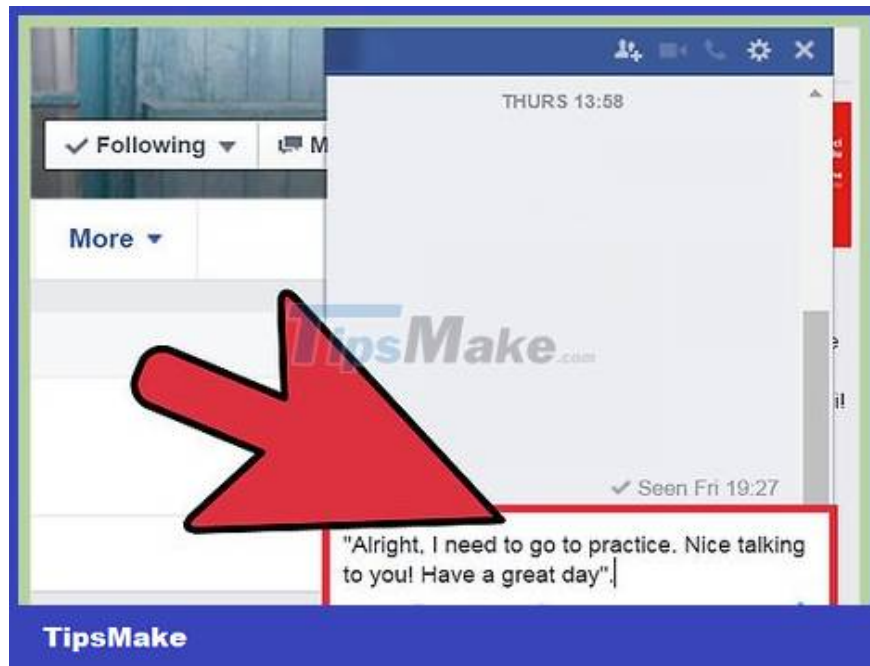 THURS 13:58
Following
M
More
TipsMake.com
Seen Fri 19:27
"Alright, I need to go to practice. Nice talking
to you! Have a great day".
TipsMake